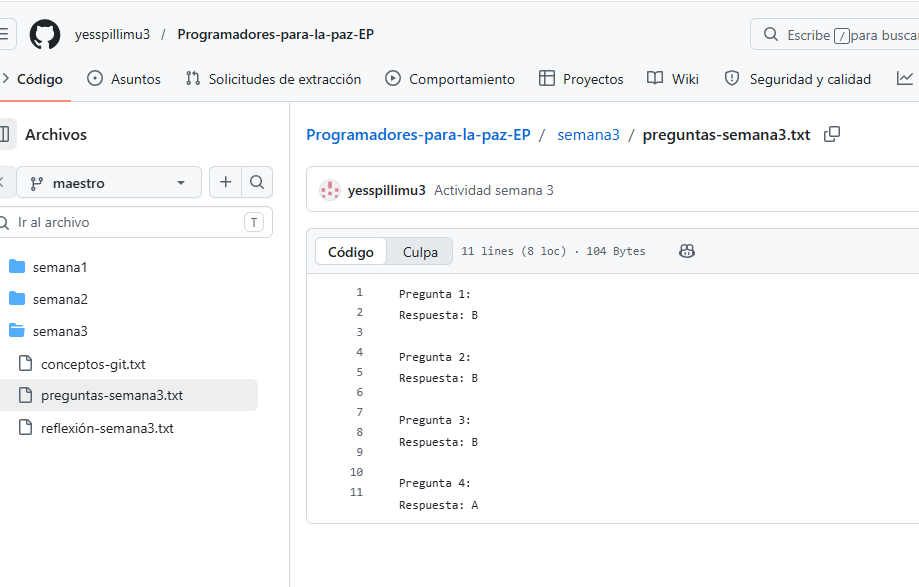 yesspillimu3 / Programadores-para-la-paz-EP
Escribe / para buscar
Código Asuntos Solicitudes de extracción Comportamiento Proyectos Wiki Seguridad y calidad
Archivos
maestro
Ir al archivo T
semana1
semana2
semana3
conceptos-git.txt
preguntas-semana3.txt
reflexión-semana3.txt
Programadores-para-la-paz-EP / semana3 / preguntas-semana3.txt
yesspillimu3 Actividad semana 3
Código Culpa 11 lines (8 loc) · 104 Bytes
1 Pregunta 1:
2 Respuesta: B
3
4 Pregunta 2:
5 Respuesta: B
6
7 Pregunta 3:
8 Respuesta: B
9
10 Pregunta 4:
11 Respuesta: A